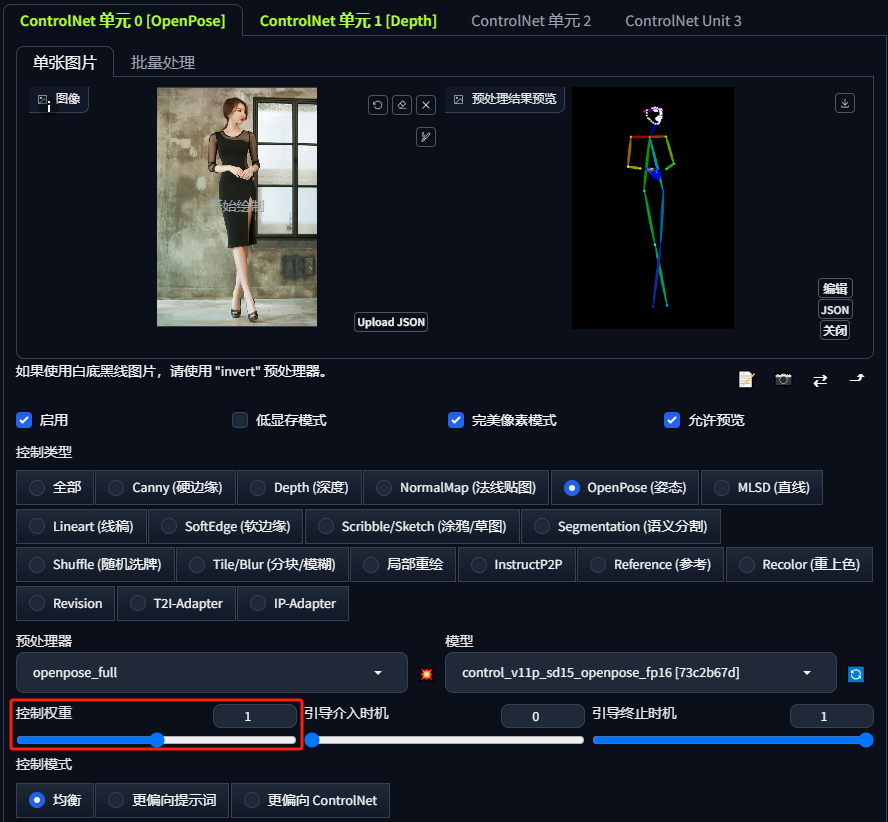 ControlNet 单元 0 [OpenPose] ControlNet 单元 1 [Depth] ControlNet 单元 2 ControlNet Unit 3
单张图片 批量处理
图像 预处理结果预览
开始绘制
编辑
Upload JSON JSON
关闭
如果使用白底黑线图片，请使用 "invert" 预处理器。
启用 低显存模式 完美像素模式 允许预览
控制类型
全部 Canny (硬边缘) Depth (深度) NormalMap (法线贴图) OpenPose (姿态) MLSD (直线)
Lineart (线稿) SoftEdge (软边缘) Scribble/Sketch (涂鸦/草图) Segmentation (语义分割)
Shuffle (随机洗牌) Tile/Blur (分块/模糊) 局部重绘 InstructP2P Reference (参考) Recolor (重上色)
Revision T2I-Adapter IP-Adapter
预处理器 模型
openpose_full control_v11p_sd15_openpose_fp16 [73c2b67d]
控制权重 1 引导介入时机 0 引导终止时机 1
控制模式
均衡 更偏向提示词 更偏向 ControlNet